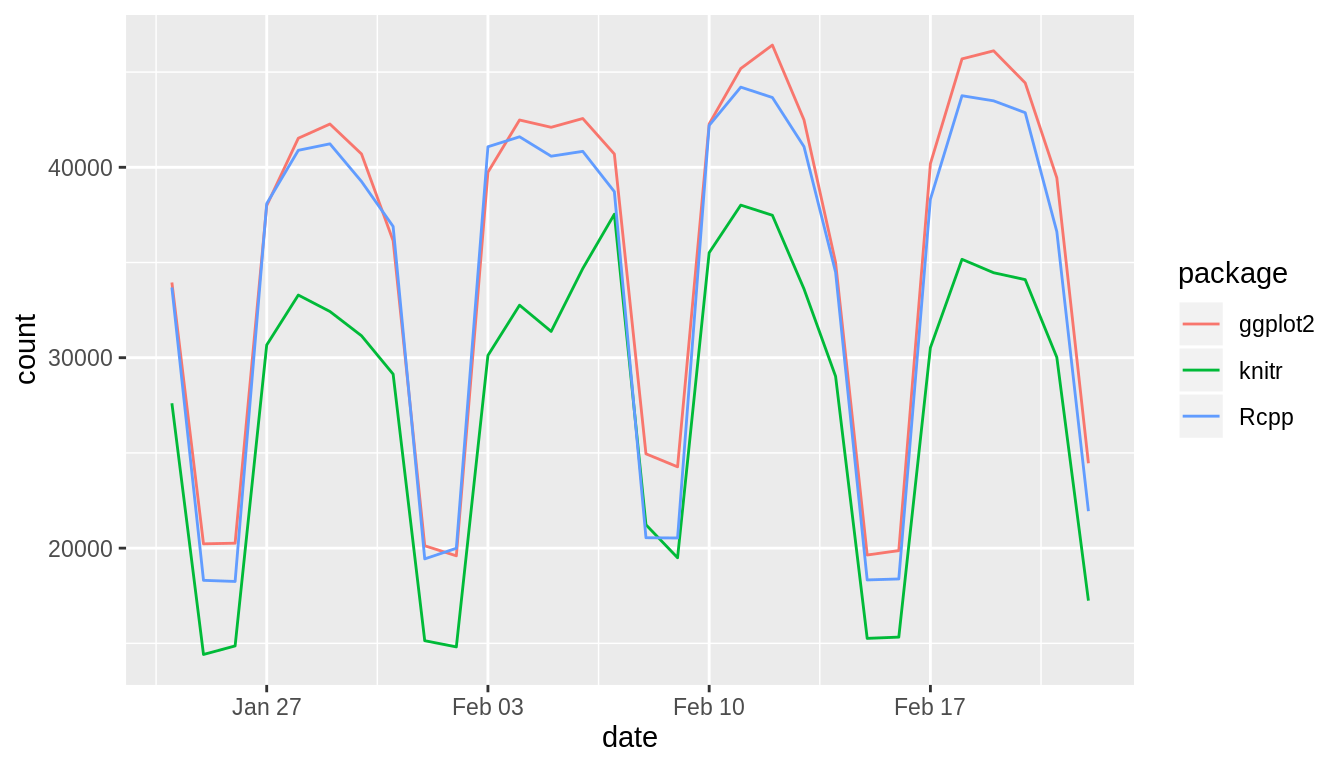 count
40000
30000
20000
Jan 27
Feb 03
Feb 10
Feb 17
date
package
ggplot2
knitr
Rcpp